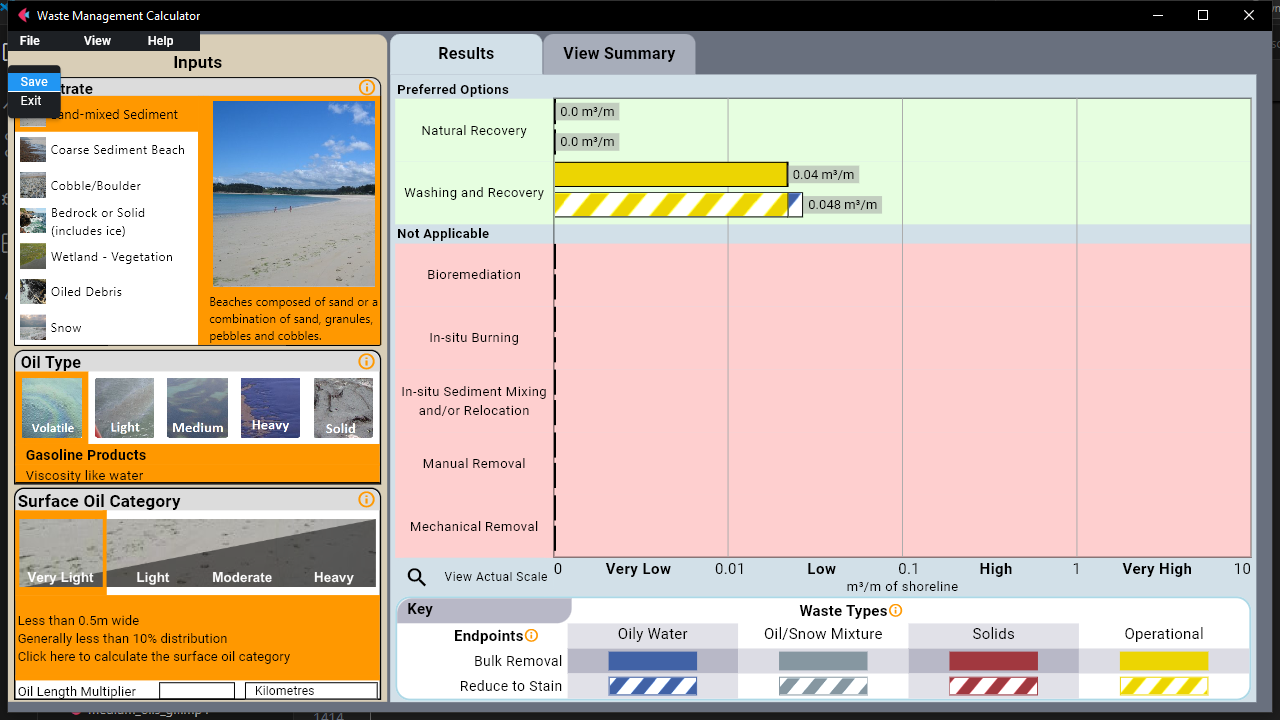 Waste Management Calculator
File View Help
Save
Exit
Inputs
trate
and-mixed Sediment
Coarse Sediment Beach
Cobble/Boulder
Bedrock or Solid
(includes ice)
Wetland - Vegetation
Oiled Debris
Snow
Beaches composed of sand or a
combination of sand, granules,
pebbles and cobbles.
Oil Type
Volatile Light Medium Heavy Solid
Gasoline Products
Viscosity like water
Surface Oil Category
Very Light Light Moderate Heavy
Less than 0.5m wide
Generally less than 10% distribution
Click here to calculate the surface oil category
Oil Length Multiplier Kilometres
Results View Summary
Preferred Options
Natural Recovery
0.0 m³/m
0.0 m³/m
Washing and Recovery
0.04 m³/m
0.048 m³/m
Not Applicable
Bioremediation
In-situ Burning
In-situ Sediment Mixing
and/or Relocation
Manual Removal
Mechanical Removal
View Actual Scale
0 Very Low 0.01 Low 0.1 High 1 Very High 10
m³/m of shoreline
Key
Waste Types
Endpoints Oily Water Oil/Snow Mixture Solids Operational
Bulk Removal
Reduce to Stain
1414